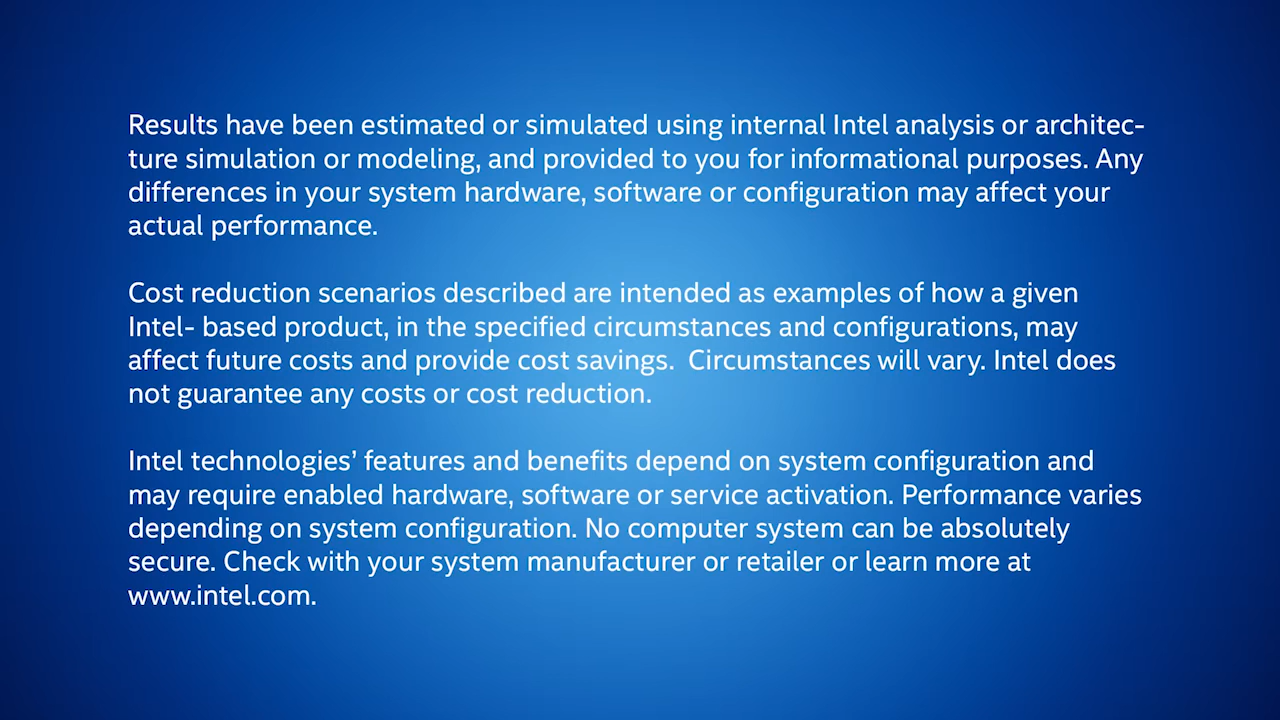 Results have been estimated or simulated using internal Intel analysis or architec-
ture simulation or modeling, and provided to you for informational purposes. Any
differences in your system hardware, software or configuration may affect your
actual performance.
Cost reduction scenarios described are intended as examples of how a given
Intel- based product, in the specified circumstances and configurations, may
affect future costs and provide cost savings.  Circumstances will vary. Intel does
not guarantee any costs or cost reduction.
Intel technologies’ features and benefits depend on system configuration and
may require enabled hardware, software or service activation. Performance varies
depending on system configuration. No computer system can be absolutely
secure. Check with your system manufacturer or retailer or learn more at
www.intel.com.